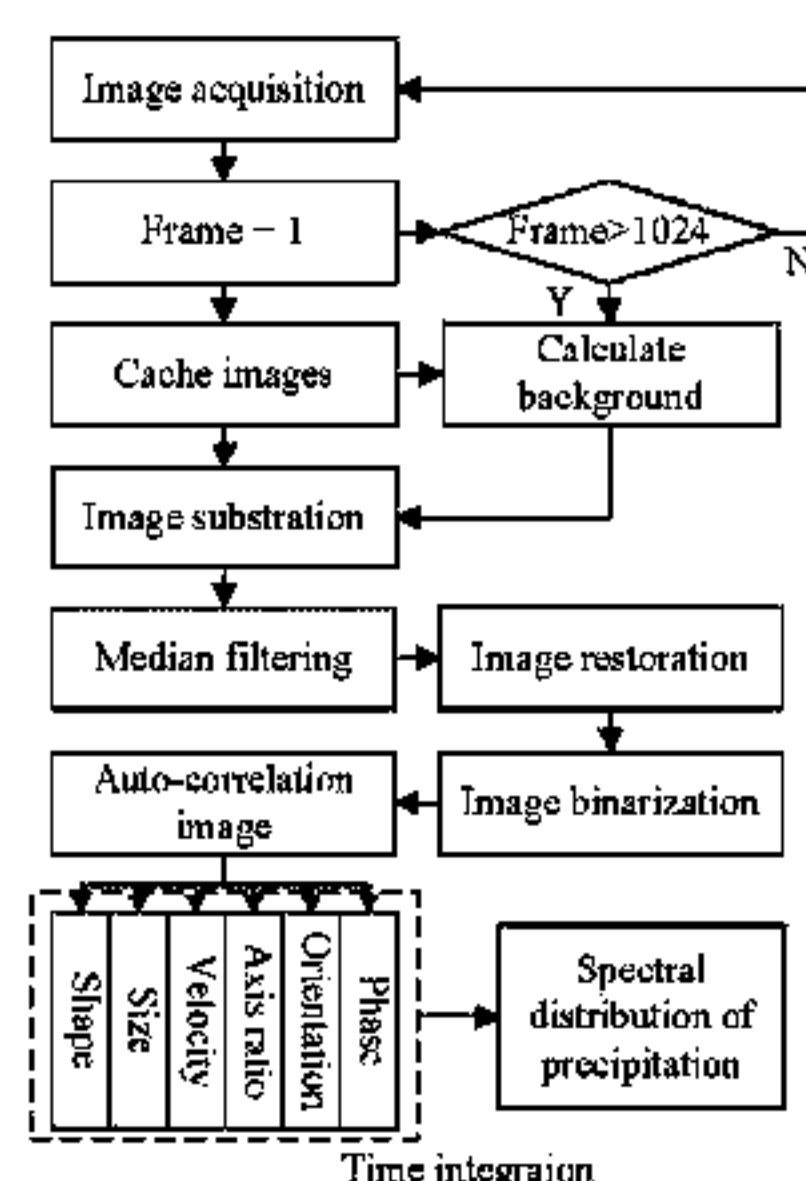 Image acquisition
Frame − 1
Frame>1024
N
Y
Cache images
Calculate
background
Image substration
Median filtering
Image restoration
Auto-correlation
image
Image binarization
Shape
Size
Velocity
Axis ratio
Orientation
Phase
Spectral
distribution of
precipitation
Time integraion